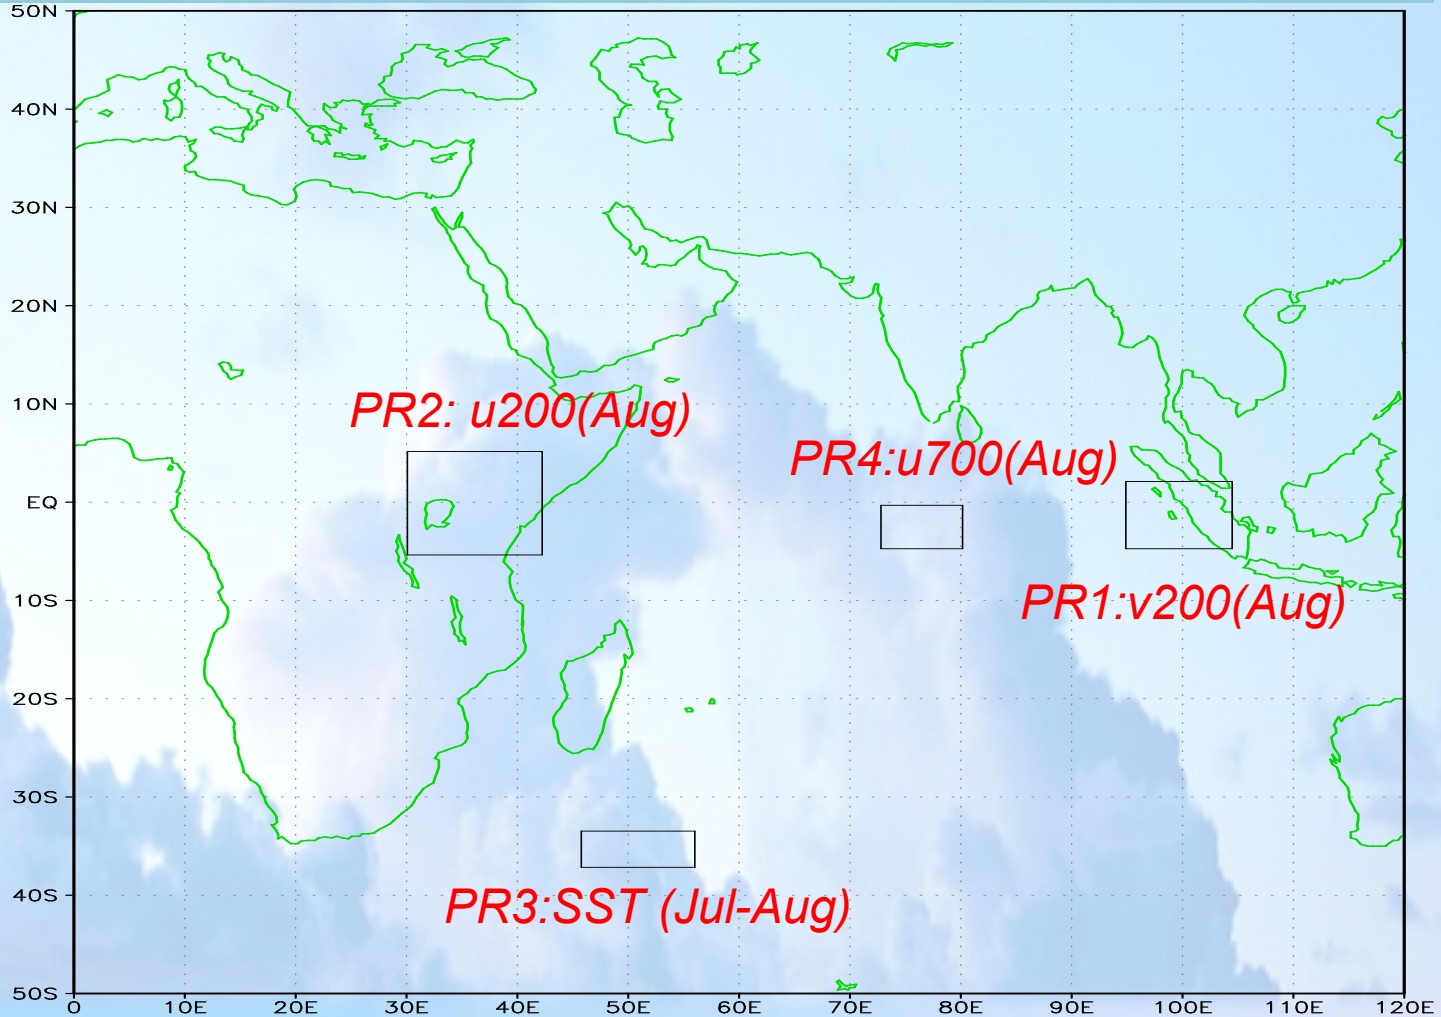 50N
40N
30N
20N
10N
EQ
10S
20S
30S
40S
50S
PR2: u200(Aug)
PR4:u700(Aug)
PR1:v200(Aug)
PR3:SST (Jul-Aug)
0 10E 20E 30E 40E 50E 60E 70E 80E 90E 100E 110E 120E